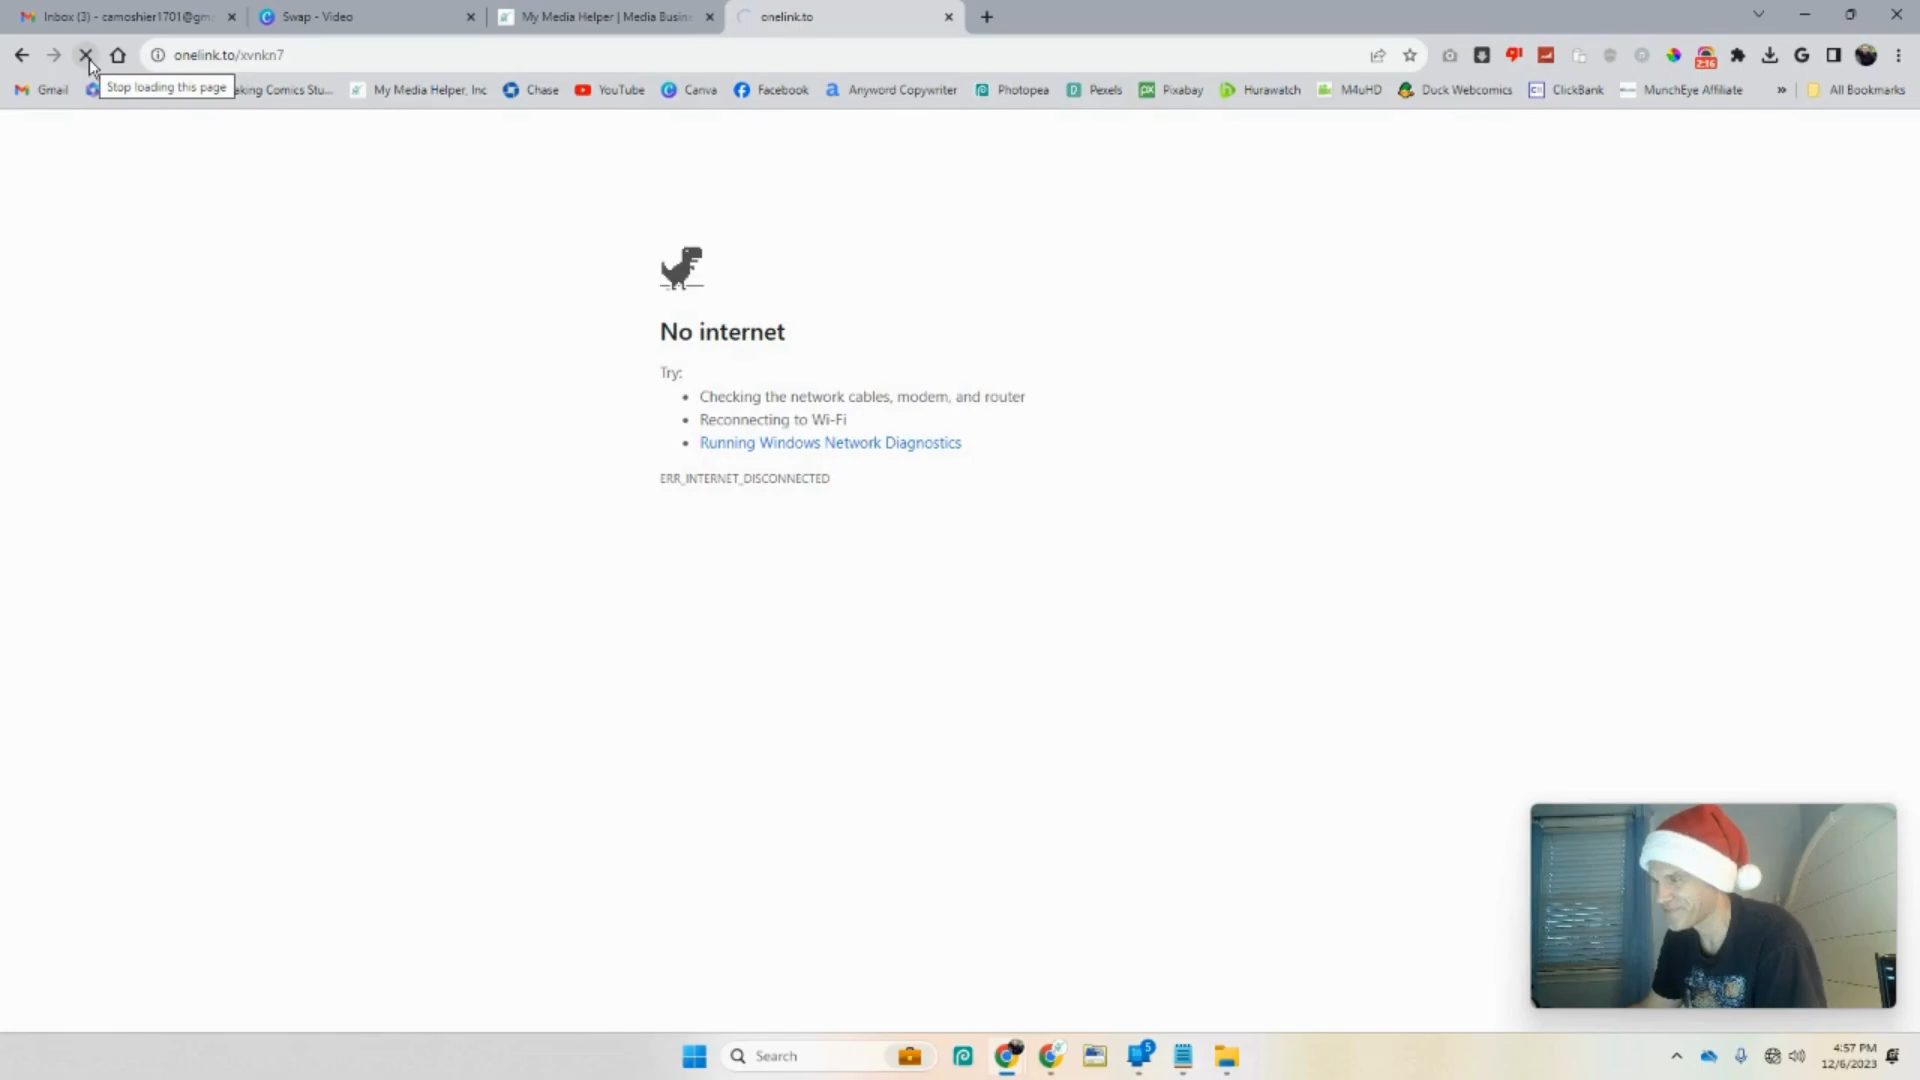 Inbox (3) - camoshier1701@gm
Swap - Video
My Media Helper | Media Busin
onelink.to
onelink.to/xvnkn7
2:16
Stop loading this page
Gmail
aking Comics Stu...
My Media Helper, Inc
Chase
YouTube
Canva
Facebook
Anyword Copywriter
Photopea
Pexels
Pixabay
Hurawatch
M4uHD
Duck Webcomics
ClickBank
MunchEye Affiliate
»
All Bookmarks
No internet
Try:
• Checking the network cables, modem, and router
• Reconnecting to Wi-Fi
• Running Windows Network Diagnostics
ERR_INTERNET_DISCONNECTED
Search
5
4:57 PM
12/6/2023